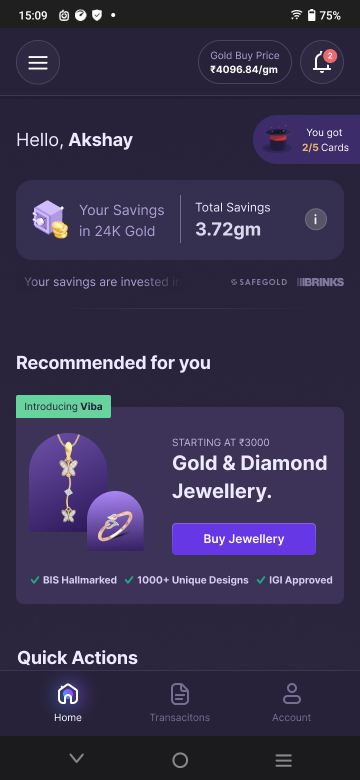 15:09
75%
Gold Buy Price
₹4096.84/gm
2
Hello, Akshay
You got
2/5 Cards
Your Savings
in 24K Gold
Total Savings
3.72gm
i
Your savings are invested in
SAFEGOLD
BRINKS
Recommended for you
Introducing Viba
STARTING AT ₹3000
Gold & Diamond
Jewellery.
Buy Jewellery
BIS Hallmarked
1000+ Unique Designs
IGI Approved
Quick Actions
Home
Transacitons
Account